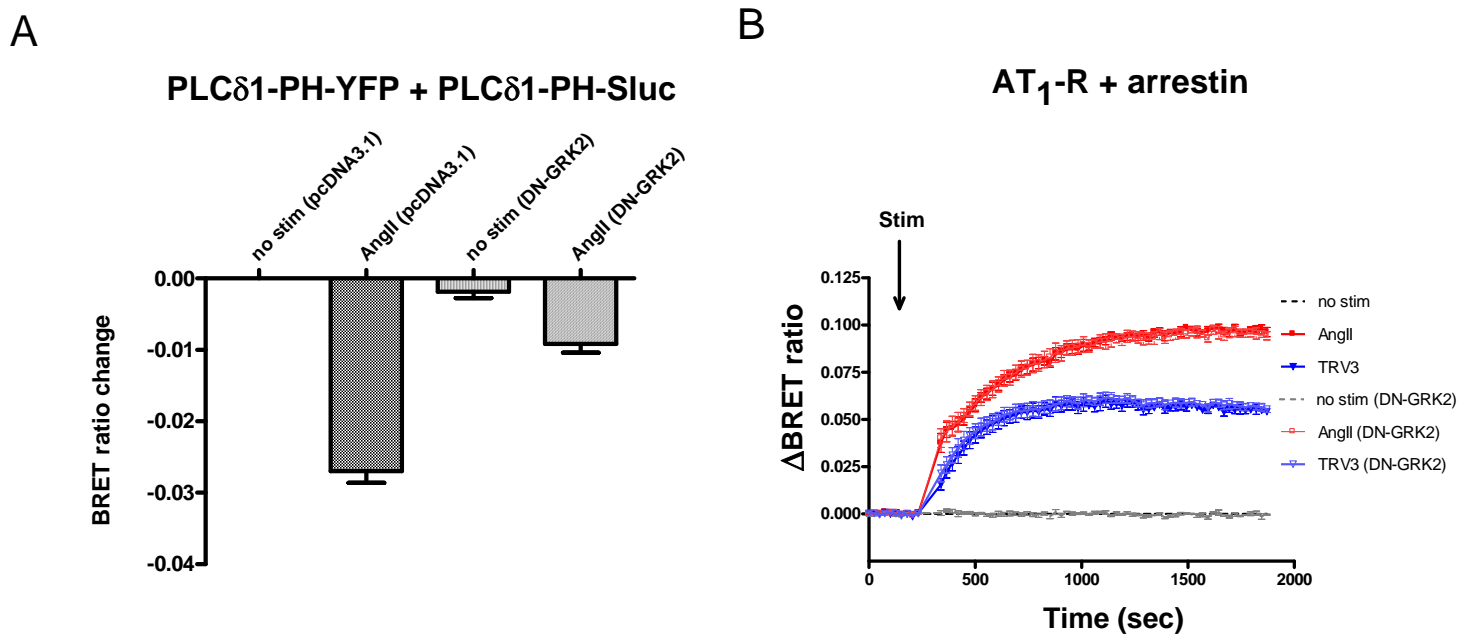 A
PLCδ1-PH-YFP + PLCδ1-PH-Sluc
no stim (pcDNA3.1)
AngII (pcDNA3.1)
no stim (DN-GRK2)
AngII (DN-GRK2)
0.00
-0.01
-0.02
-0.03
-0.04
BRET ratio change
B
AT1-R + arrestin
Stim
0.125
0.100
0.075
0.050
0.025
0.000
ΔBRET ratio
0
500
1000
1500
2000
Time (sec)
no stim
AngII
TRV3
no stim (DN-GRK2)
AngII (DN-GRK2)
TRV3 (DN-GRK2)